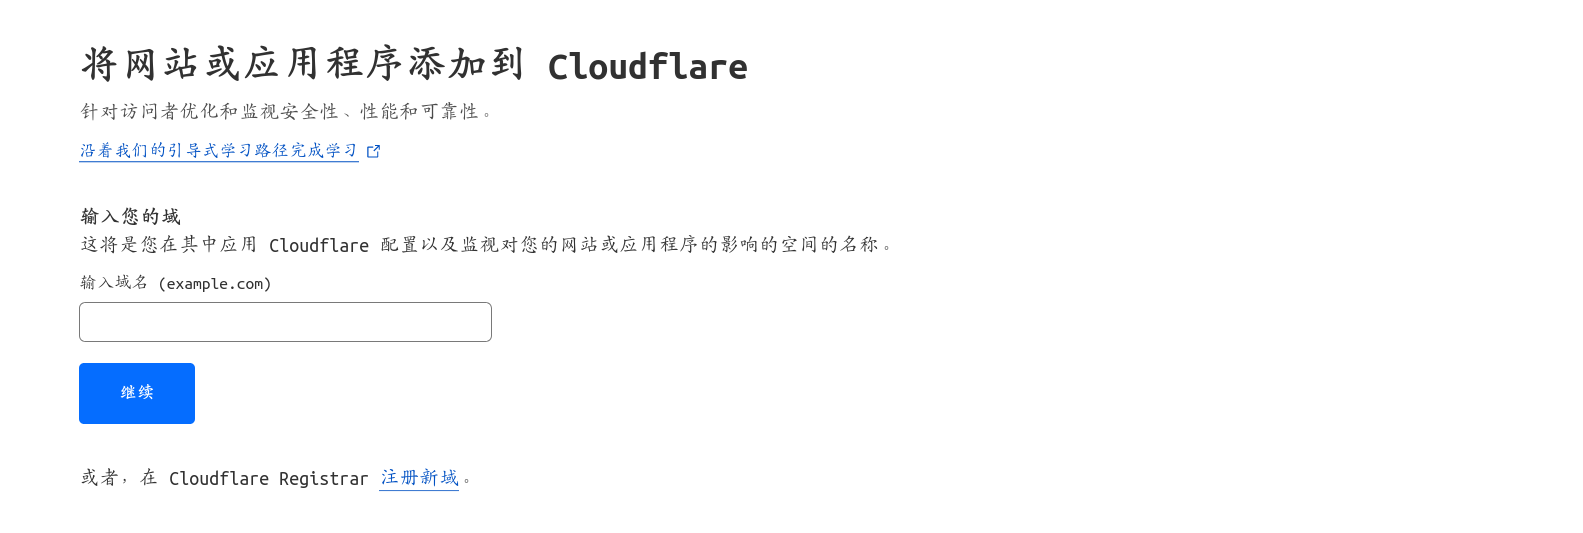 将网站或应用程序添加到 Cloudflare
针对访问者优化和监视安全性、性能和可靠性。
沿着我们的引导式学习路径完成学习
输入您的域
这将是您在其中应用 Cloudflare 配置以及监视对您的网站或应用程序的影响的空间的名称。
输入域名 (example.com)
继续
或者，在 Cloudflare Registrar 注册新域。